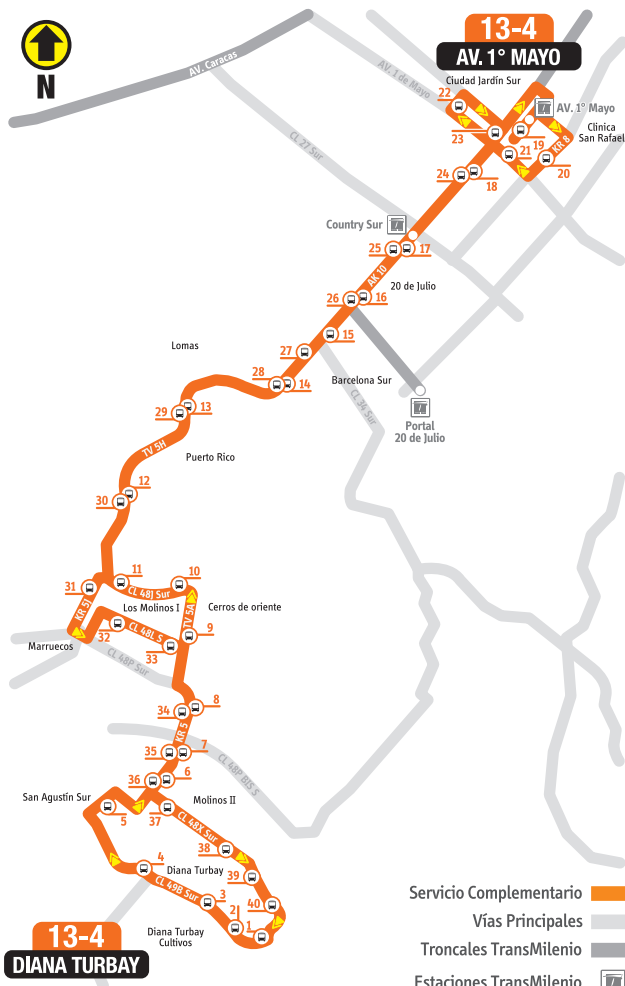 13-4
AV. 1° MAYO
N
AV. Caracas
AV. 1 de Mayo
Ciudad Jardín Sur
22
AV. 1° Mayo
Clinica
San Rafael
23
19
21
KR 8
20
CL 27 Sur
24
18
Country Sur
25
17
AK 10
20 de Julio
26
16
15
Lomas
27
28
14
Barcelona Sur
CL 34 Sur
Portal
20 de Julio
29
13
TV 5H
Puerto Rico
12
30
31
11
10
CL 48J Sur
KR 5J
Los Molinos I
TV 5A
Cerros de oriente
32
CL 48L S
33
9
Marruecos
CL 48P Sur
34
8
KR 5
35
7
CL 48P BIS S
36
6
San Agustín Sur
5
37
Molinos II
CL 48X Sur
38
4
Diana Turbay
39
CL 49B Sur
3
40
2
1
Diana Turbay
Cultivos
13-4
DIANA TURBAY
Servicio Complementario
Vías Principales
Troncales TransMilenio
Estaciones TransMilenio